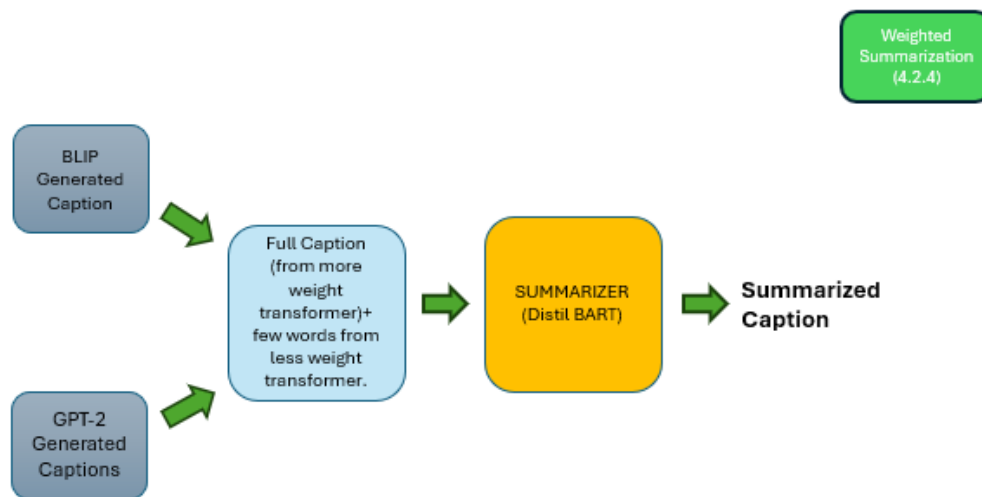 Weighted
Summarization
(4.2.4)
BLIP
Generated
Caption
Full Caption
(from more
weight
transformer)+
few words from
less weight
transformer.
SUMMARIZER
(Distil BART)
Summarized
Caption
GPT-2
Generated
Captions